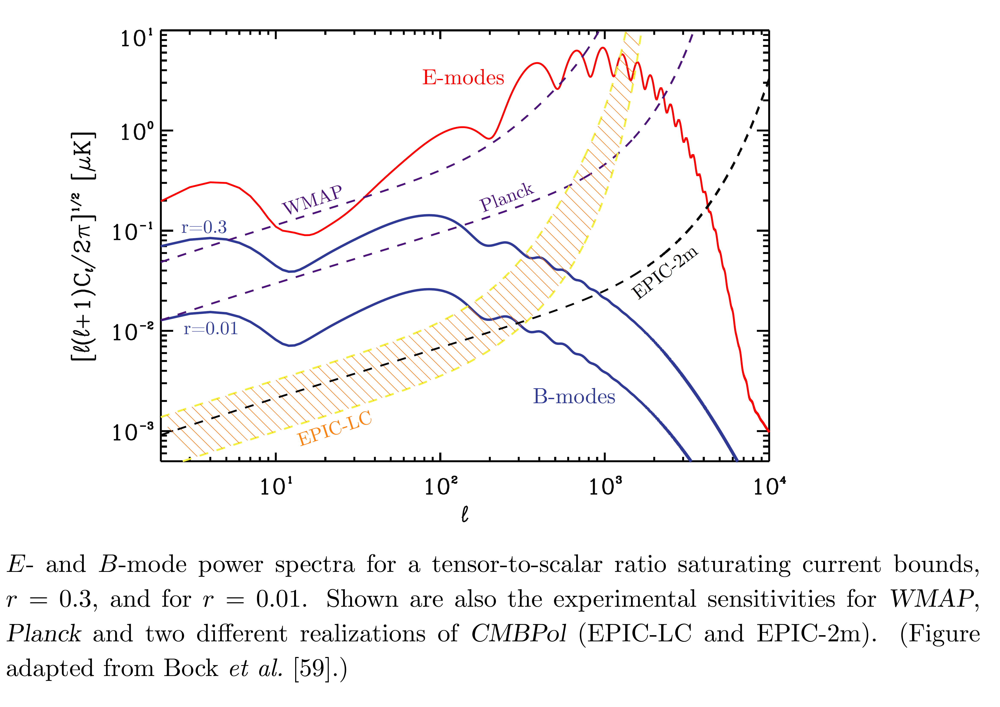 10¹
10⁰
10⁻¹
10⁻²
10⁻³
[ℓ(ℓ+1)Cℓ/2π]¹/² [μK]
E-modes
WMAP
Planck
r=0.3
r=0.01
EPIC-2m
B-modes
EPIC-LC
10¹ 10² 10³ 10⁴
ℓ
E- and B-mode power spectra for a tensor-to-scalar ratio saturating current bounds,
r = 0.3, and for r = 0.01. Shown are also the experimental sensitivities for WMAP,
Planck and two different realizations of CMBPol (EPIC-LC and EPIC-2m). (Figure
adapted from Bock et al. [59].)